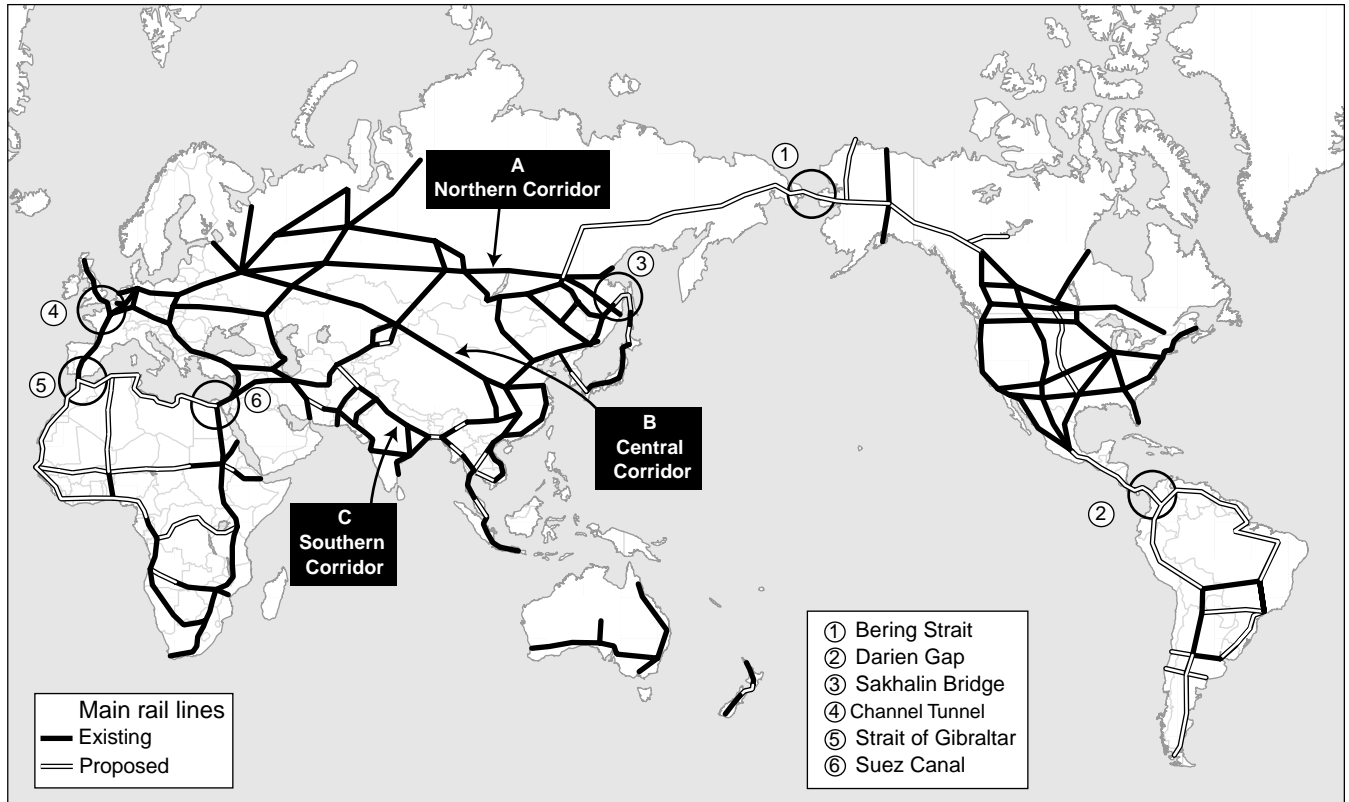 1
A
Northern Corridor
3
4
5
6
B
Central
Corridor
2
C
Southern
Corridor
Main rail lines
Existing
Proposed
1 Bering Strait
2 Darien Gap
3 Sakhalin Bridge
4 Channel Tunnel
5 Strait of Gibraltar
6 Suez Canal